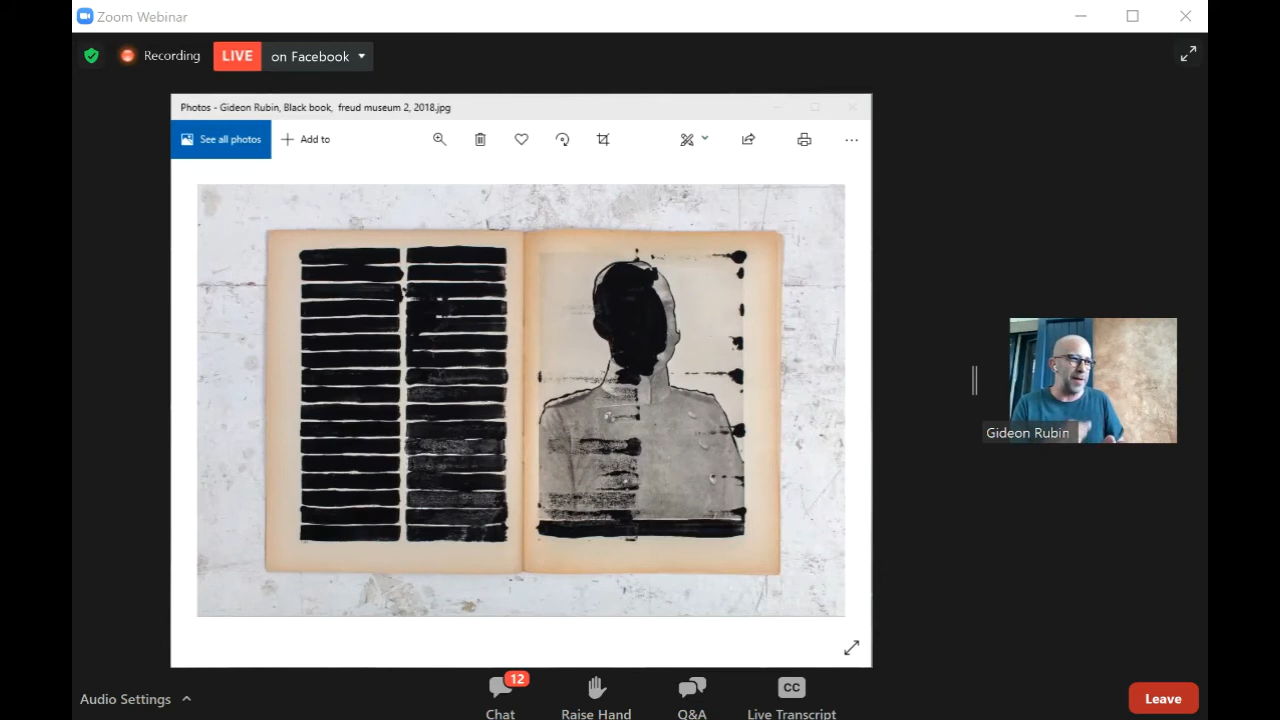 Zoom Webinar
Recording
LIVE
on Facebook
Photos - Gideon Rubin, Black book, freud museum 2, 2018.jpg
See all photos
Add to
Gideon Rubin
Audio Settings
12
Chat
Raise Hand
Q&A
CC
Live Transcript
Leave